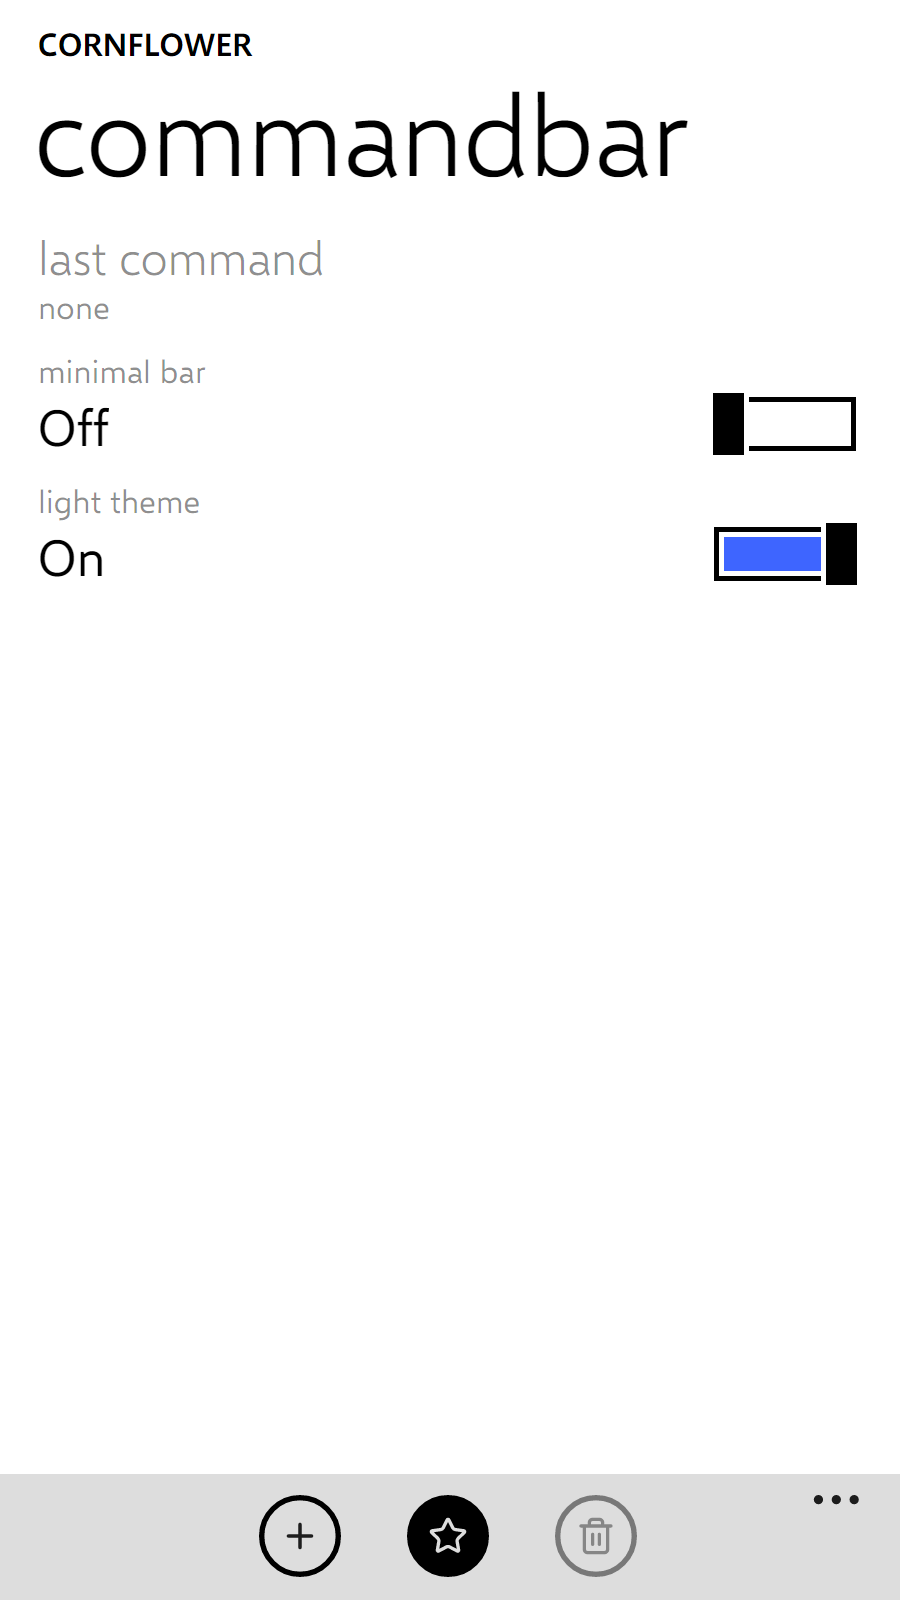 CORNFLOWER
commandbar
last command
none
minimal bar
Off
light theme
On